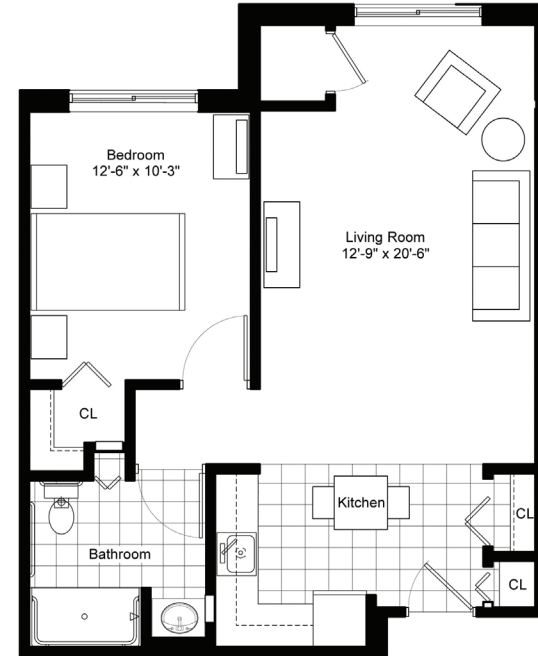 Bedroom
12'-6" x 10'-3"
Living Room
12'-9" x 20'-6"
CL
Kitchen
CL
Bathroom
CL